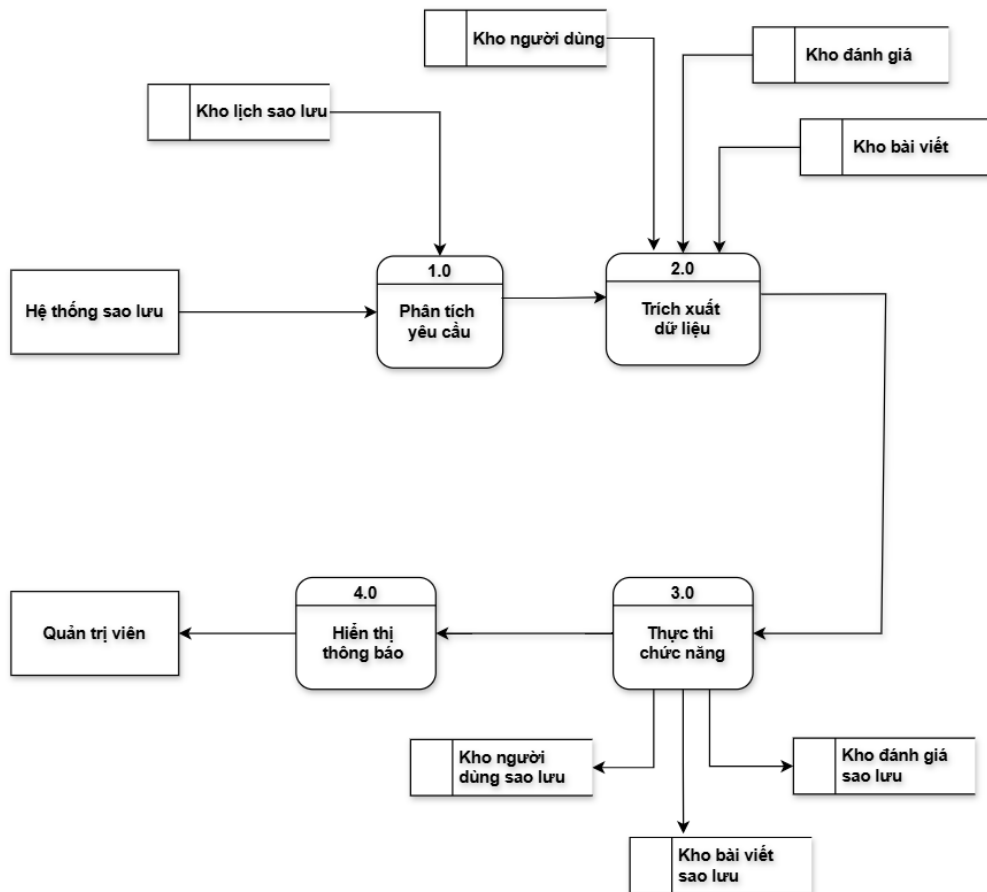 Kho người dùng
Kho đánh giá
Kho lịch sao lưu
Kho bài viết
1.0
2.0
Hệ thống sao lưu
Phân tích
yêu cầu
Trích xuất
dữ liệu
4.0
3.0
Quản trị viên
Hiển thị
thông báo
Thực thi
chức năng
Kho người
dùng sao lưu
Kho đánh giá
sao lưu
Kho bài viết
sao lưu